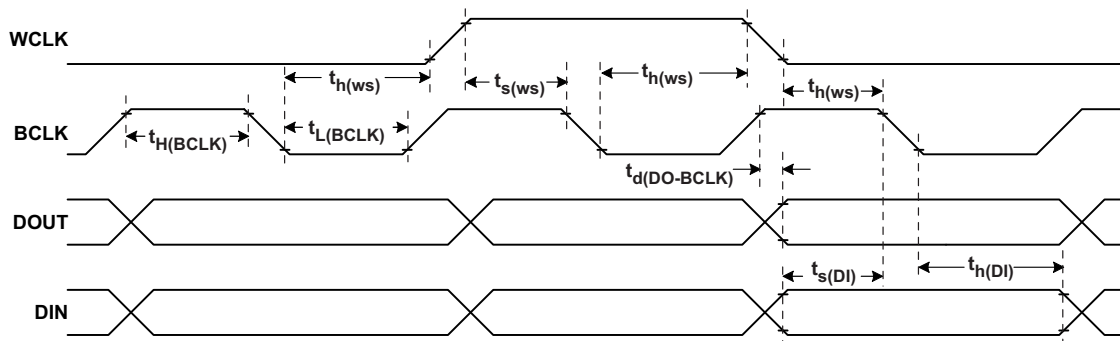 WCLK
t_h(ws)
t_s(ws)
t_h(ws)
t_h(ws)
BCLK
t_H(BCLK)
t_L(BCLK)
t_d(DO-BCLK)
DOUT
t_s(DI)
t_h(DI)
DIN